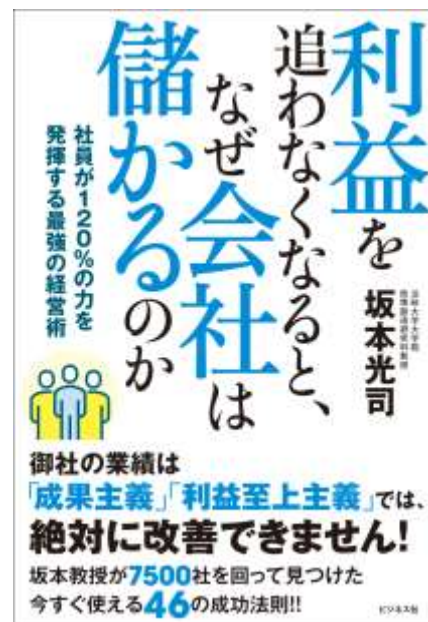 利益を
追わなくなると、
なぜ会社は
儲かるのか
社員が120%の力を
発揮する最強の経営術
坂本光司
御社の業績は
「成果主義」「利益至上主義」では、
絶対に改善できません!
坂本教授が7500社を回って見つけた
今すぐ使える46の成功法則!!
ビジネス社